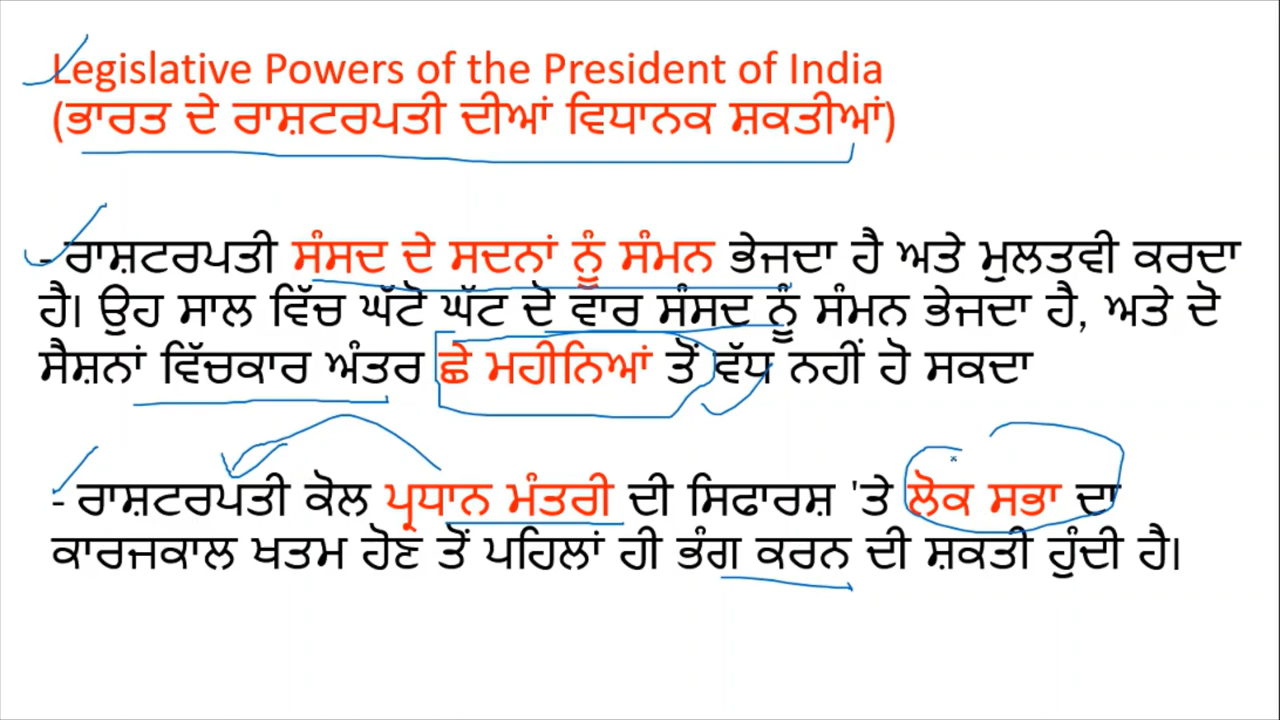 Legislative Powers of the President of India
(ਭਾਰਤ ਦੇ ਰਾਸ਼ਟਰਪਤੀ ਦੀਆਂ ਵਿਧਾਨਕ ਸ਼ਕਤੀਆਂ)
- ਰਾਸ਼ਟਰਪਤੀ ਸੰਸਦ ਦੇ ਸਦਨਾਂ ਨੂੰ ਸੰਮਨ ਭੇਜਦਾ ਹੈ ਅਤੇ ਮੁਲਤਵੀ ਕਰਦਾ
ਹੈ। ਉਹ ਸਾਲ ਵਿੱਚ ਘੱਟੋ ਘੱਟ ਦੋ ਵਾਰ ਸੰਸਦ ਨੂੰ ਸੰਮਨ ਭੇਜਦਾ ਹੈ, ਅਤੇ ਦੋ
ਸੈਸ਼ਨਾਂ ਵਿੱਚਕਾਰ ਅੰਤਰ ਛੇ ਮਹੀਨਿਆਂ ਤੋਂ ਵੱਧ ਨਹੀਂ ਹੋ ਸਕਦਾ
- ਰਾਸ਼ਟਰਪਤੀ ਕੋਲ ਪ੍ਰਧਾਨ ਮੰਤਰੀ ਦੀ ਸਿਫਾਰਸ਼ 'ਤੇ ਲੋਕ ਸਭਾ ਦਾ
ਕਾਰਜਕਾਲ ਖਤਮ ਹੋਣ ਤੋਂ ਪਹਿਲਾਂ ਹੀ ਭੰਗ ਕਰਨ ਦੀ ਸ਼ਕਤੀ ਹੁੰਦੀ ਹੈ।